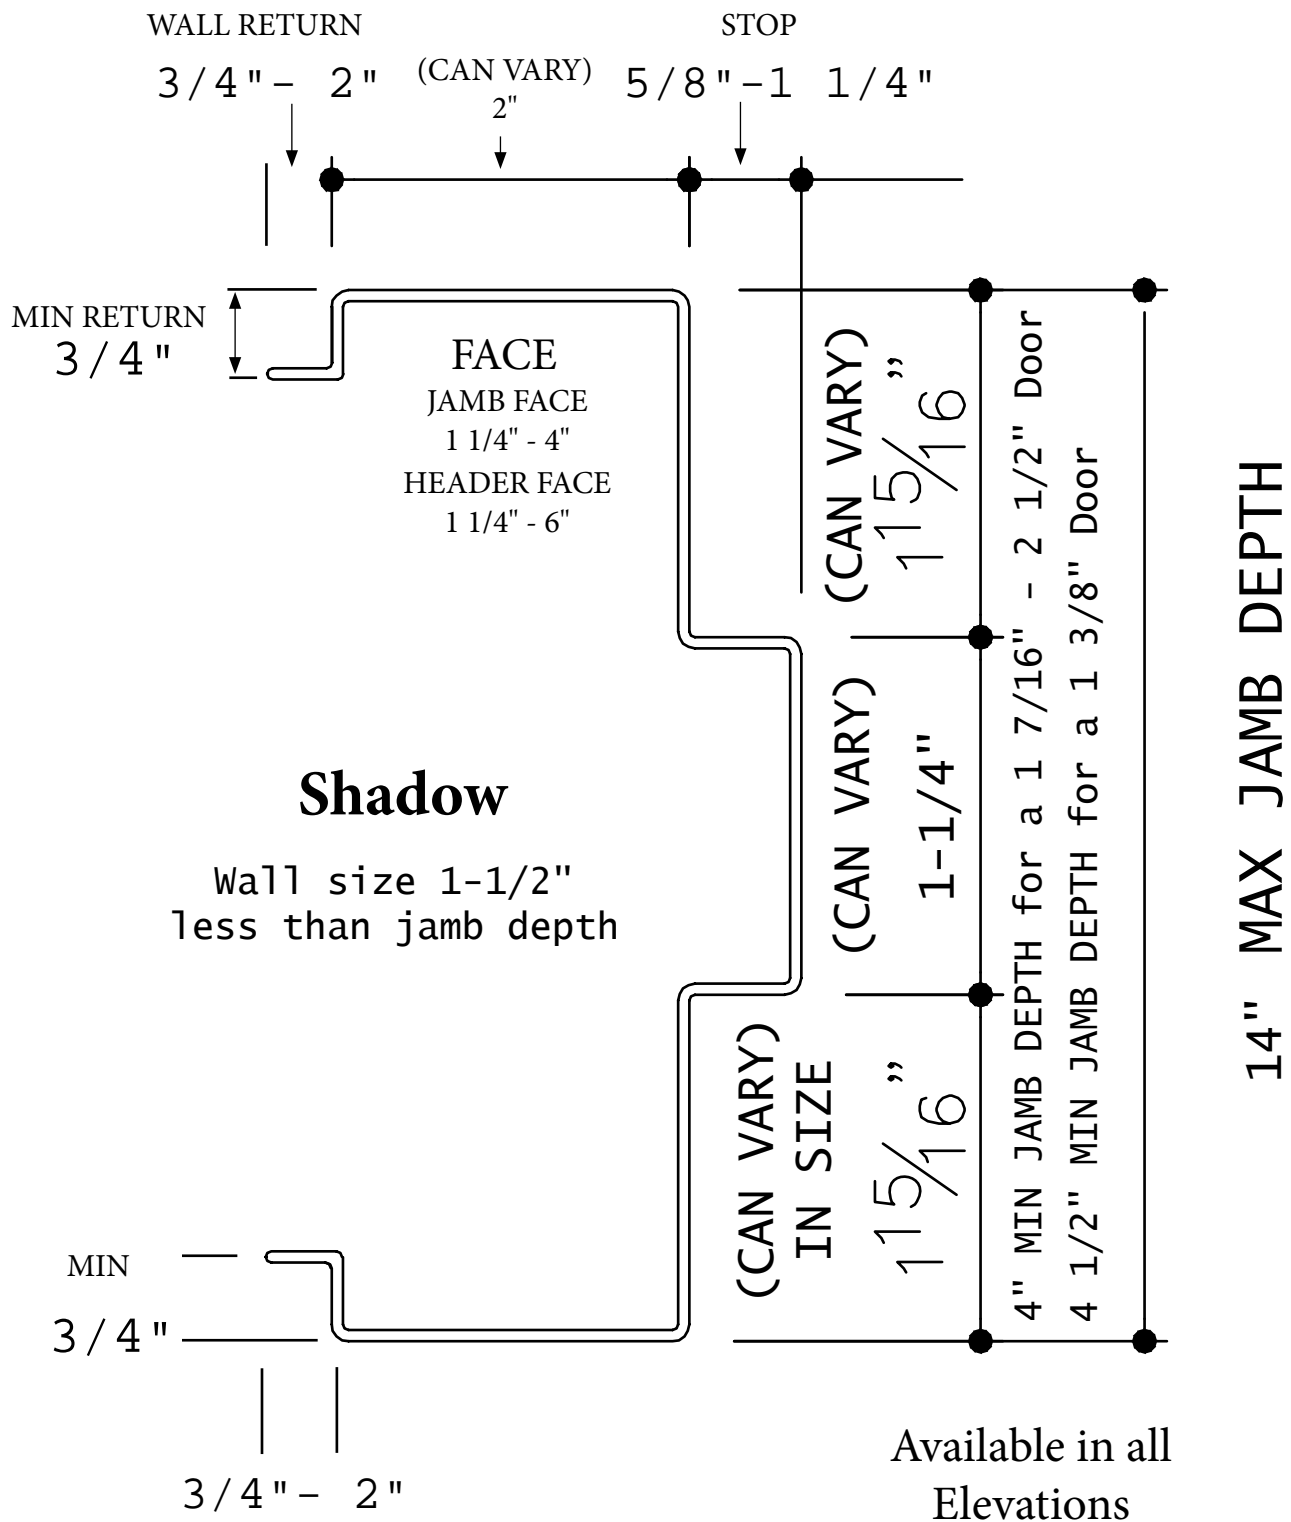 WALL RETURN
3/4"- 2"
(CAN VARY)
2"
STOP
5/8"-1 1/4"
MIN RETURN
3/4"
FACE
JAMB FACE
1 1/4" - 4"
HEADER FACE
1 1/4" - 6"
(CAN VARY)
1 15/16”
Shadow
Wall size 1-1/2"
less than jamb depth
(CAN VARY)
1-1/4"
(CAN VARY)
IN SIZE
1 15/16”
4" MIN JAMB DEPTH for a 1 7/16" - 2 1/2" Door
4 1/2" MIN JAMB DEPTH for a 1 3/8" Door
14" MAX JAMB DEPTH
MIN
3/4"
3/4"- 2"
Available in all
Elevations